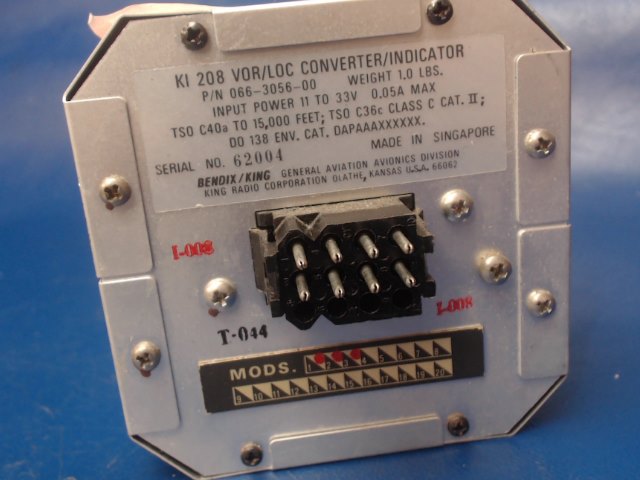 KI 208 VOR/LOC CONVERTER/INDICATOR
P/N 066-3056-00 WEIGHT 1.0 LBS.
INPUT POWER 11 TO 33V 0.05A MAX
TSO C40a TO 15,000 FEET; TSO C36c CLASS C CAT. II;
DO 138 ENV. CAT. DAPAAAXXXXXX.
SERIAL NO. 62004 MADE IN SINGAPORE
BENDIX/KING GENERAL AVIATION AVIONICS DIVISION
KING RADIO CORPORATION OLATHE, KANSAS U.S.A. 66062
I-008
I-008
T-044
MODS. 1 2 3 4 5 6 7 8
9 10 11 12 13 14 15 16 17 18 19 20